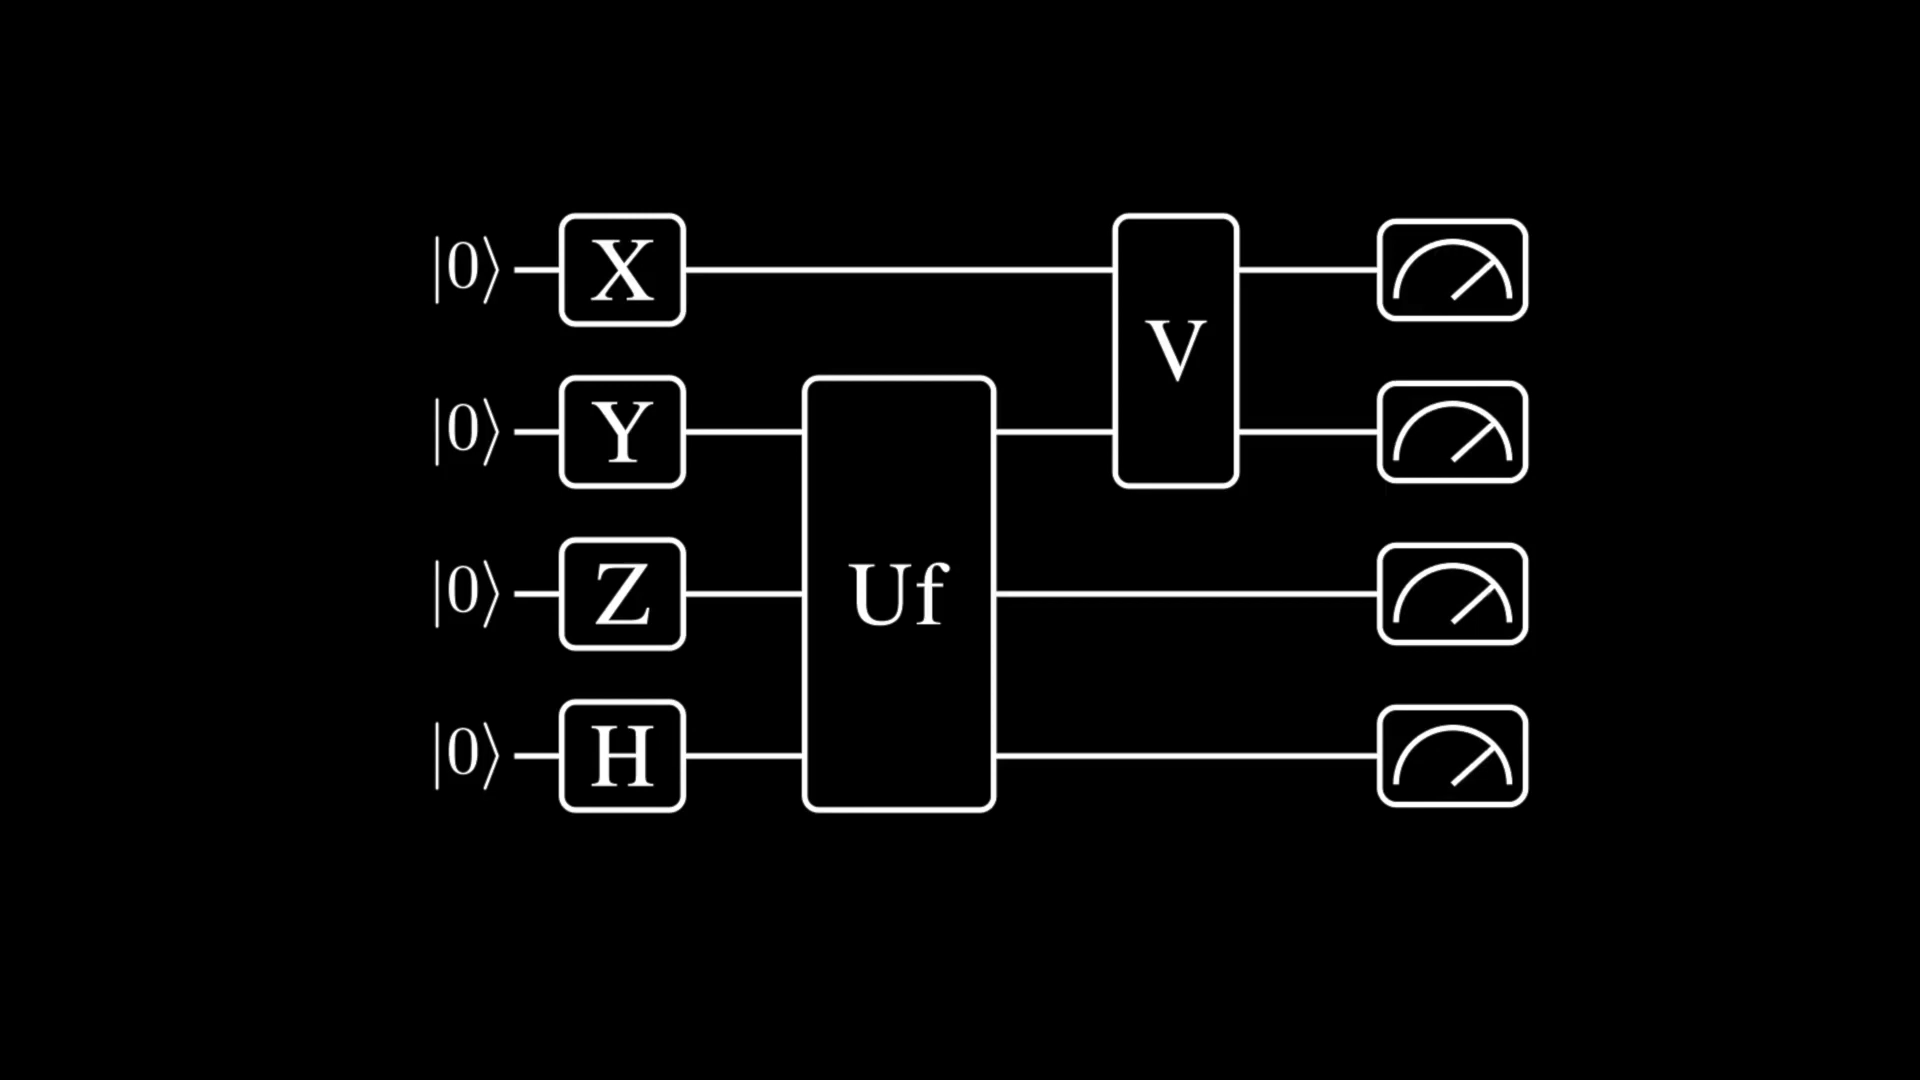 |0⟩ X
V
|0⟩ Y
|0⟩ Z Uf
|0⟩ H